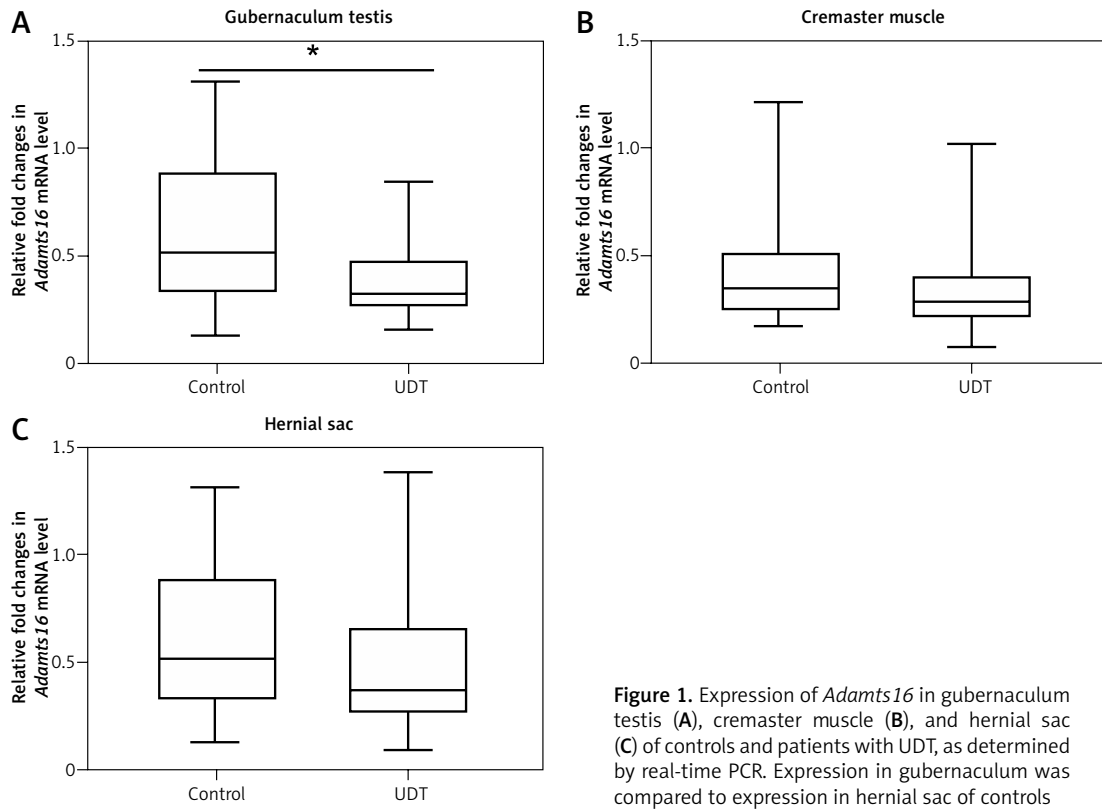 A
Gubernaculum testis
Relative fold changes in
Adamts16 mRNA level
1.5
1.0
0.5
0
*
Control
UDT
B
Cremaster muscle
Relative fold changes in
Adamts16 mRNA level
1.5
1.0
0.5
0
Control
UDT
C
Hernial sac
Relative fold changes in
Adamts16 mRNA level
1.5
1.0
0.5
0
Control
UDT
Figure 1. Expression of Adamts16 in gubernaculum
testis (A), cremaster muscle (B), and hernial sac
(C) of controls and patients with UDT, as determined
by real-time PCR. Expression in gubernaculum was
compared to expression in hernial sac of controls